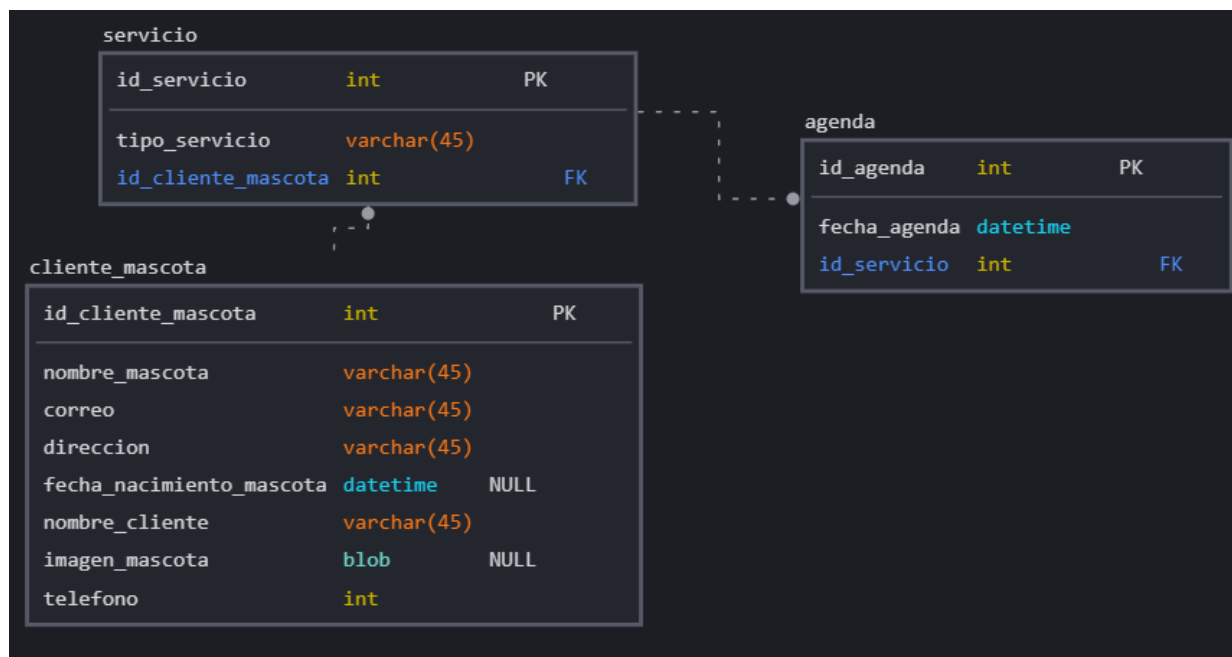 servicio
id_servicio int PK
tipo_servicio varchar(45)
id_cliente_mascota int FK
agenda
id_agenda int PK
fecha_agenda datetime
id_servicio int FK
cliente_mascota
id_cliente_mascota int PK
nombre_mascota varchar(45)
correo varchar(45)
direccion varchar(45)
fecha_nacimiento_mascota datetime NULL
nombre_cliente varchar(45)
imagen_mascota blob NULL
telefono int